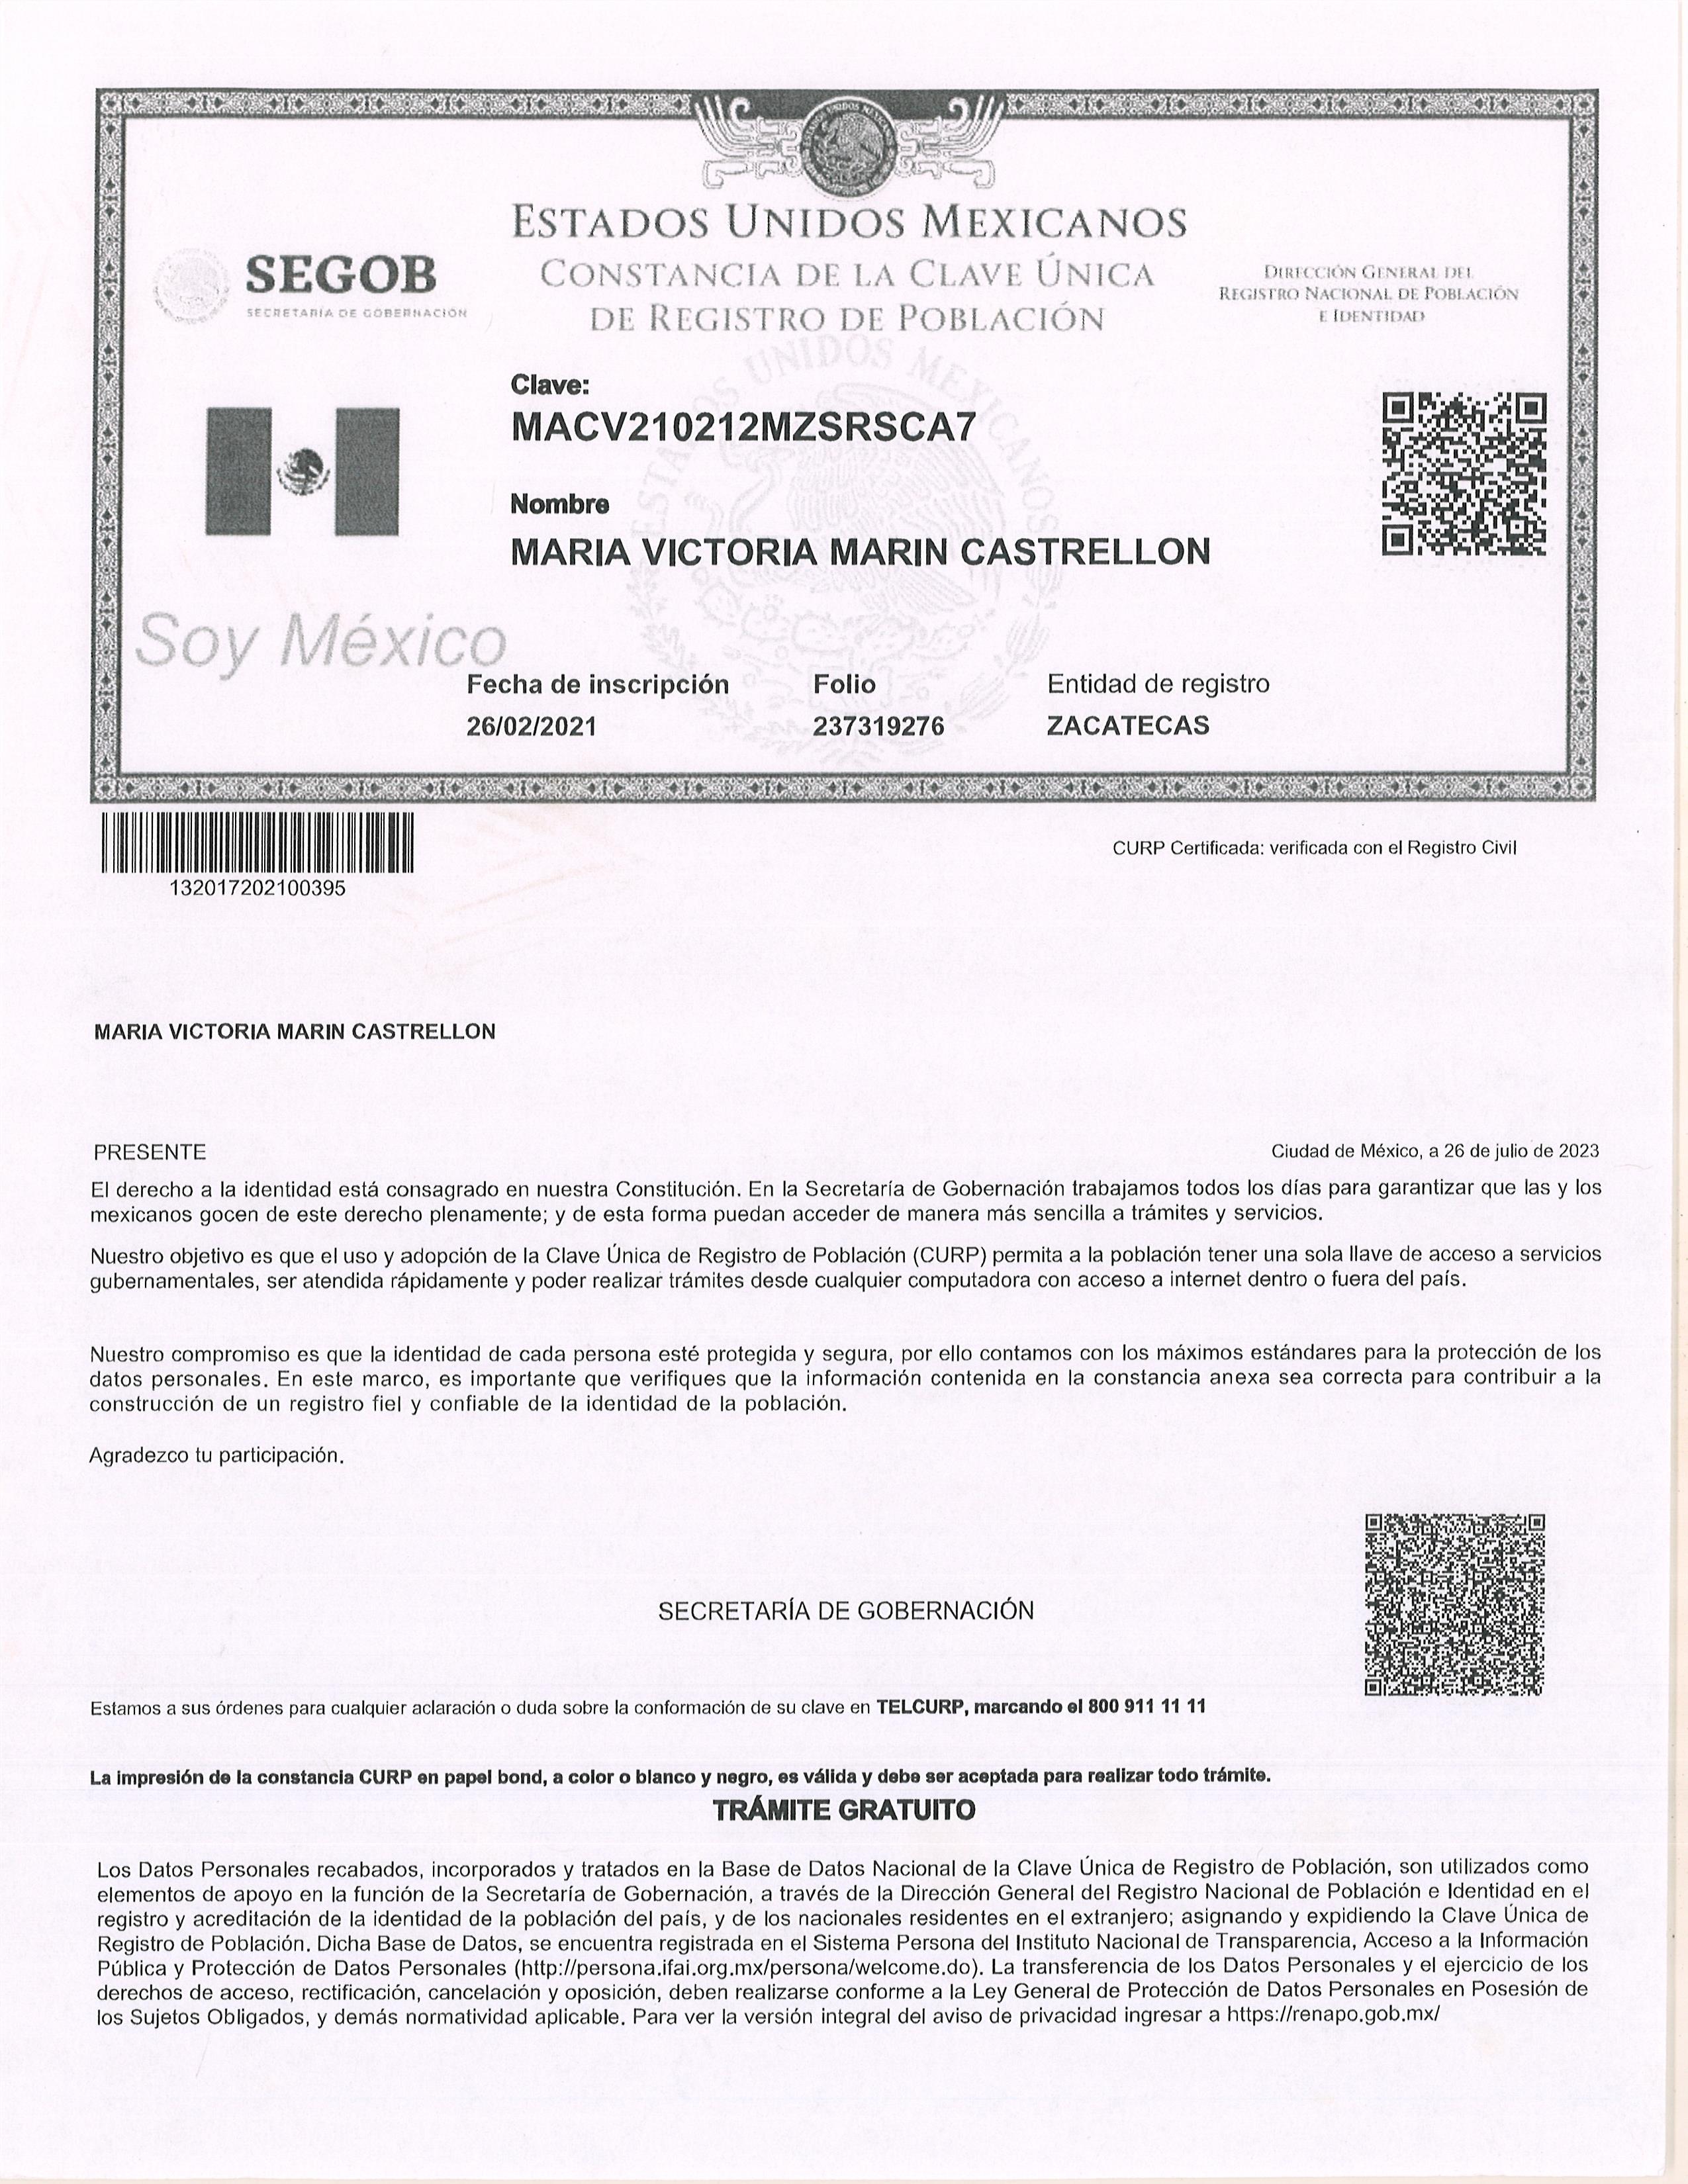 ESTADOS UNIDOS MEXICANOS
CONSTANCIA DE LA CLAVE ÚNICA
DE REGISTRO DE POBLACIÓN
SEGOB
SECRETARÍA DE GOBERNACIÓN
DIRECCIÓN GENERAL DEL
REGISTRO NACIONAL DE POBLACIÓN
E IDENTIDAD
Clave:
MACV210212MZSRSCA7
Nombre
MARIA VICTORIA MARIN CASTRELLON
Soy México
Fecha de inscripción Folio Entidad de registro
26/02/2021 237319276 ZACATECAS
132017202100395
CURP Certificada: verificada con el Registro Civil
MARIA VICTORIA MARIN CASTRELLON
PRESENTE
Ciudad de México, a 26 de julio de 2023
El derecho a la identidad está consagrado en nuestra Constitución. En la Secretaría de Gobernación trabajamos todos los días para garantizar que las y los
mexicanos gocen de este derecho plenamente; y de esta forma puedan acceder de manera más sencilla a trámites y servicios.
Nuestro objetivo es que el uso y adopción de la Clave Única de Registro de Población (CURP) permita a la población tener una sola llave de acceso a servicios
gubernamentales, ser atendida rápidamente y poder realizar trámites desde cualquier computadora con acceso a internet dentro o fuera del país.
Nuestro compromiso es que la identidad de cada persona esté protegida y segura, por ello contamos con los máximos estándares para la protección de los
datos personales. En este marco, es importante que verifiques que la información contenida en la constancia anexa sea correcta para contribuir a la
construcción de un registro fiel y confiable de la identidad de la población.
Agradezco tu participación.
SECRETARÍA DE GOBERNACIÓN
Estamos a sus órdenes para cualquier aclaración o duda sobre la conformación de su clave en TELCURP, marcando el 800 911 11 11
La impresión de la constancia CURP en papel bond, a color o blanco y negro, es válida y debe ser aceptada para realizar todo trámite.
TRÁMITE GRATUITO
Los Datos Personales recabados, incorporados y tratados en la Base de Datos Nacional de la Clave Única de Registro de Población, son utilizados como
elementos de apoyo en la función de la Secretaría de Gobernación, a través de la Dirección General del Registro Nacional de Población e Identidad en el
registro y acreditación de la identidad de la población del país, y de los nacionales residentes en el extranjero; asignando y expidiendo la Clave Única de
Registro de Población. Dicha Base de Datos, se encuentra registrada en el Sistema Persona del Instituto Nacional de Transparencia, Acceso a la Información
Pública y Protección de Datos Personales (http://persona.ifai.org.mx/persona/welcome.do). La transferencia de los Datos Personales y el ejercicio de los
derechos de acceso, rectificación, cancelación y oposición, deben realizarse conforme a la Ley General de Protección de Datos Personales en Posesión de
los Sujetos Obligados, y demás normatividad aplicable. Para ver la versión integral del aviso de privacidad ingresar a https://renapo.gob.mx/